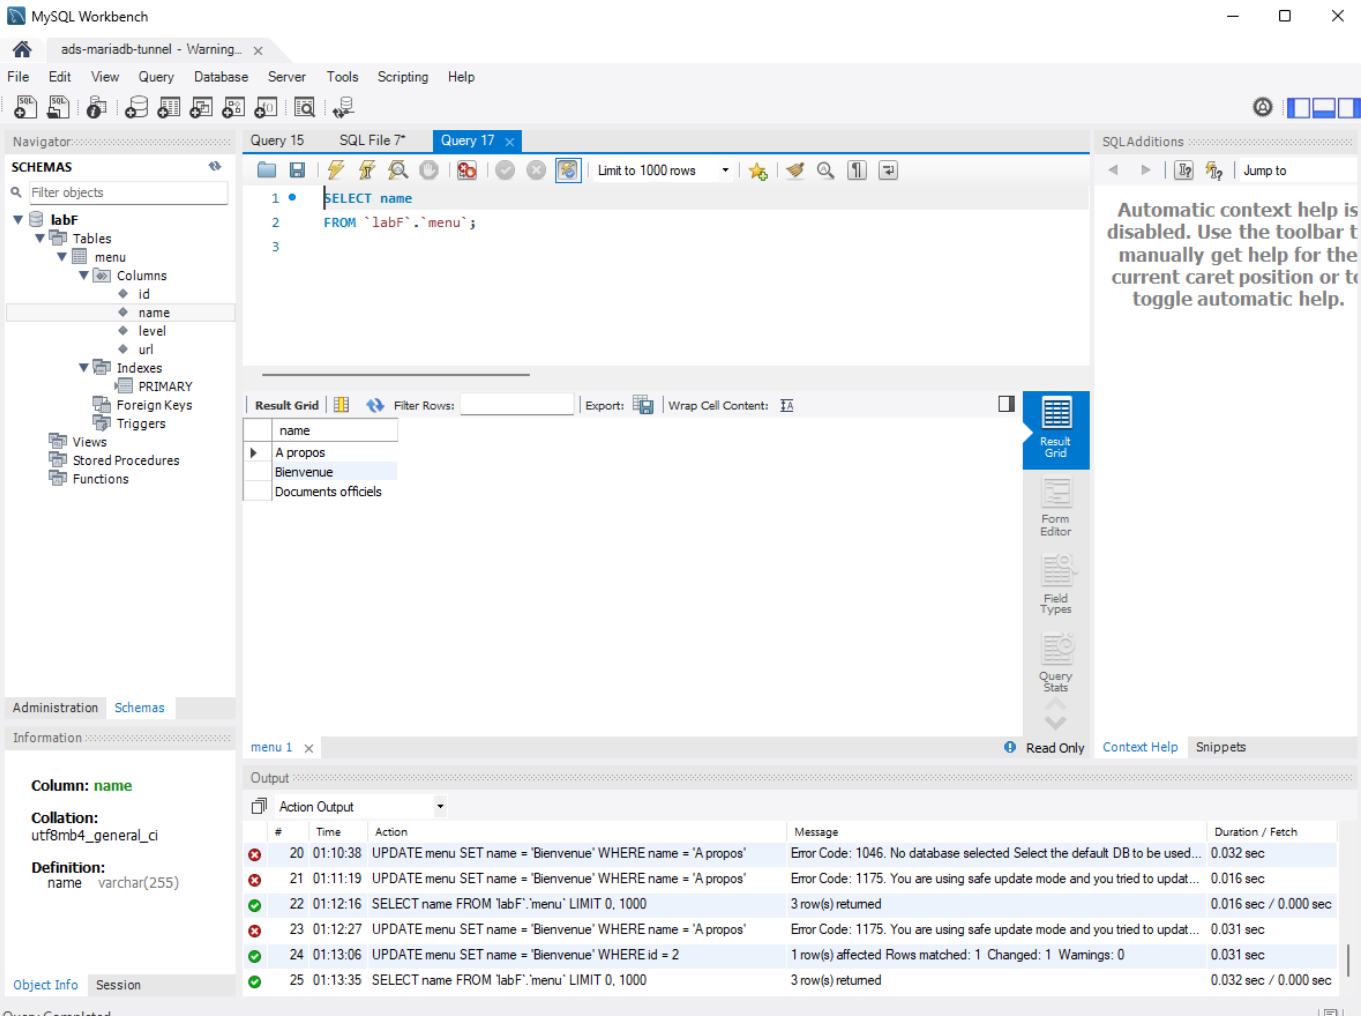 MySQL Workbench
ads-mariadb-tunnel - Warning...
File Edit View Query Database Server Tools Scripting Help
Navigator
SCHEMAS
Filter objects
labF
Tables
menu
Columns
id
name
level
url
Indexes
PRIMARY
Foreign Keys
Triggers
Views
Stored Procedures
Functions
Administration Schemas
Information
Column: name
Collation:
utf8mb4_general_ci
Definition:
name varchar(255)
Object Info Session
Query 15 SQL File 7* Query 17
Limit to 1000 rows
1 SELECT name
2 FROM `labF`.`menu`;
3
Result Grid Filter Rows: Export: Wrap Cell Content:
name
A propos
Bienvenue
Documents officiels
Result Grid
Form Editor
Field Types
Query Stats
menu 1 Read Only
SQLAdditions
Jump to
Automatic context help is
disabled. Use the toolbar t
manually get help for the
current caret position or to
toggle automatic help.
Context Help Snippets
Output
Action Output
# Time Action Message Duration / Fetch
20 01:10:38 UPDATE menu SET name = 'Bienvenue' WHERE name = 'A propos' Error Code: 1046. No database selected Select the default DB to be used... 0.032 sec
21 01:11:19 UPDATE menu SET name = 'Bienvenue' WHERE name = 'A propos' Error Code: 1175. You are using safe update mode and you tried to updat... 0.016 sec
22 01:12:16 SELECT name FROM `labF`.`menu` LIMIT 0, 1000 3 row(s) returned 0.016 sec / 0.000 sec
23 01:12:27 UPDATE menu SET name = 'Bienvenue' WHERE name = 'A propos' Error Code: 1175. You are using safe update mode and you tried to updat... 0.031 sec
24 01:13:06 UPDATE menu SET name = 'Bienvenue' WHERE id = 2 1 row(s) affected Rows matched: 1 Changed: 1 Warnings: 0 0.031 sec
25 01:13:35 SELECT name FROM `labF`.`menu` LIMIT 0, 1000 3 row(s) returned 0.032 sec / 0.000 sec
Query Completed